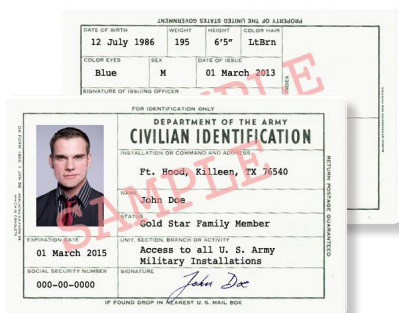 PROPERTY OF THE UNITED STATES GOVERNMENT
DATE OF BIRTH WEIGHT HEIGHT COLOR HAIR
12 July 1986 195 6'5" LtBrn
COLOR EYES SEX DATE OF ISSUE
Blue M 01 March 2013
SIGNATURE OF ISSUING OFFICER
INDEX
SAMPLE
FOR IDENTIFICATION ONLY
DEPARTMENT OF THE ARMY
CIVILIAN IDENTIFICATION
INSTALLATION OR COMMAND AND ADDRESS
Ft. Hood, Killeen, TX 76540
NAME
John Doe
STATUS
Gold Star Family Member
EXPIRATION DATE UNIT, SECTION, BRANCH OR ACTIVITY
01 March 2015 Access to all U. S. Army
Military Installations
SOCIAL SECURITY NUMBER SIGNATURE
000-00-0000 John Doe
IF FOUND DROP IN NEAREST U. S. MAIL BOX
RETURN POSTAGE GUARANTEED
SAMPLE